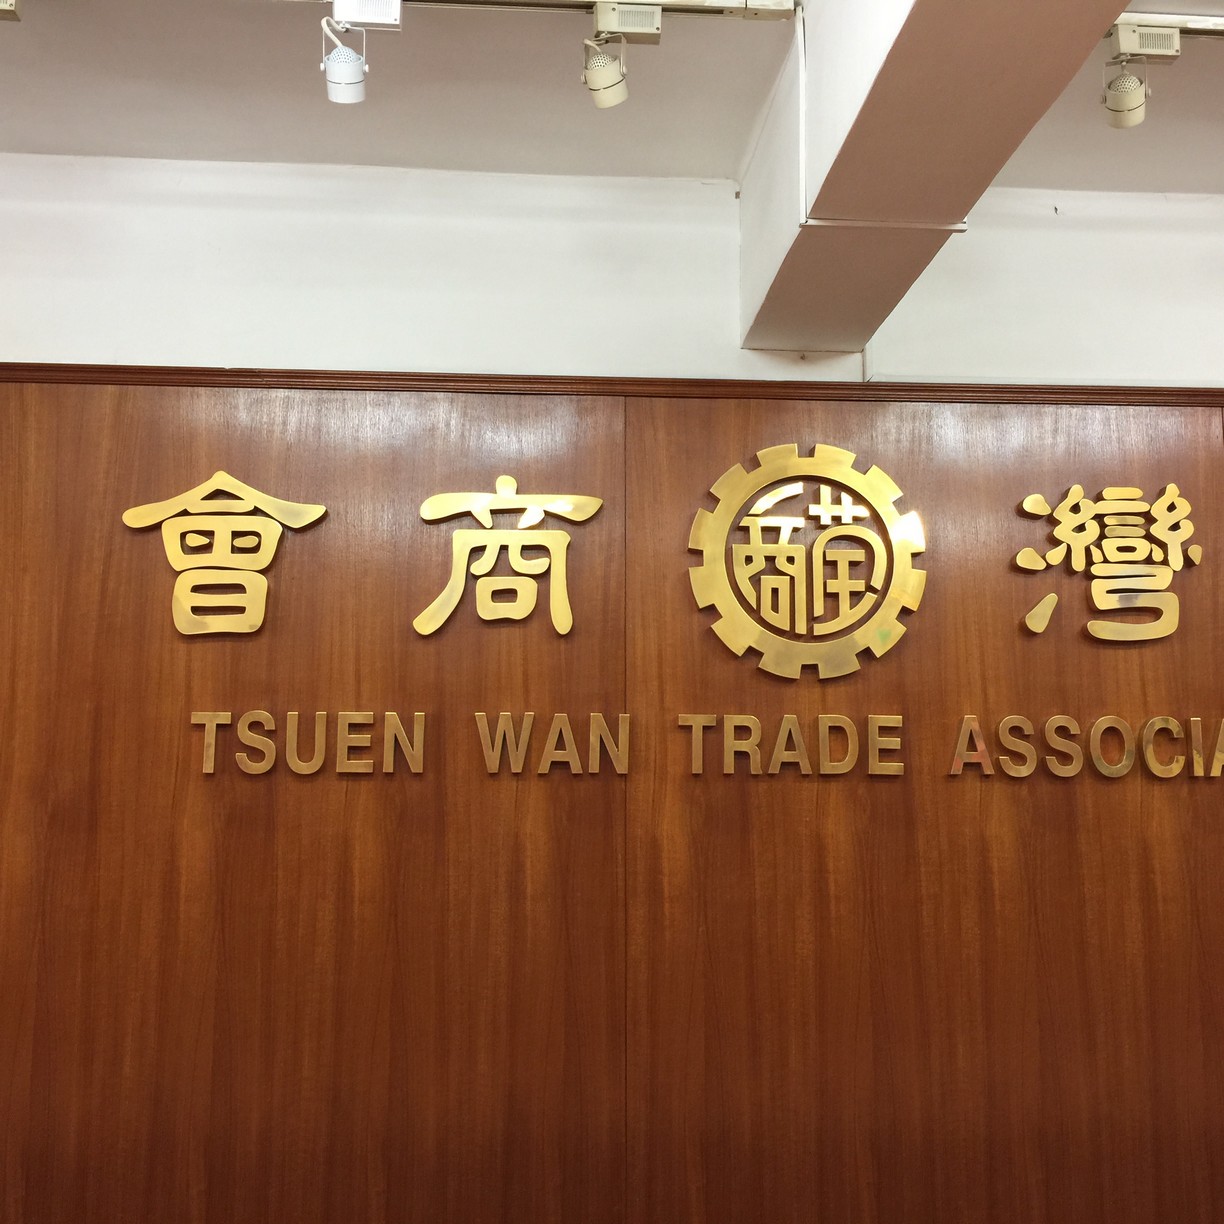 會商灣
TSUEN WAN TRADE ASSOCIA